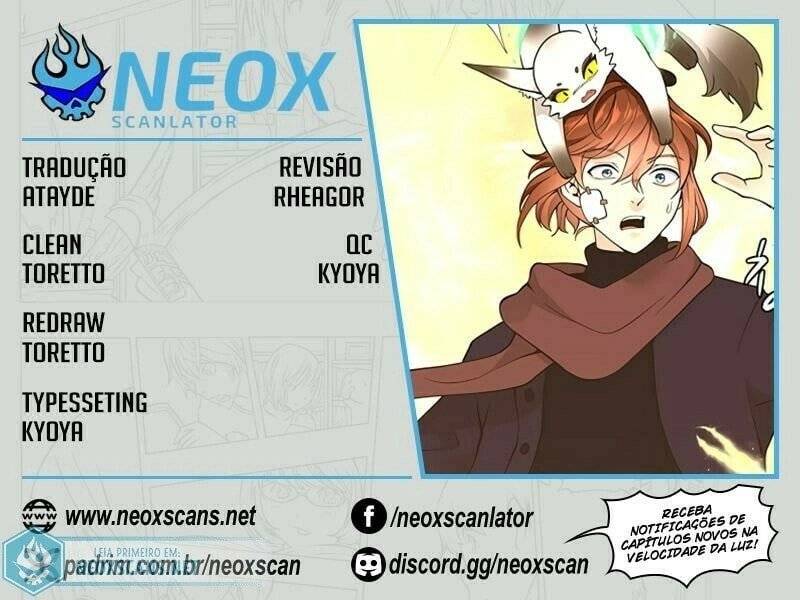 NEOX
SCANLATOR
TRADUÇÃO
ATAYDE
REVISÃO
RHEAGOR
CLEAN
TORETTO
QC
KYOYA
REDRAW
TORETTO
TYPESSETING
KYOYA
www.neoxscans.net
/neoxscanlator
LEIA PRIMEIRO EM:
padrim.com.br/neoxscan
discord.gg/neoxscan
RECEBA
NOTIFICAÇÕES DE
CAPÍTULOS NOVOS NA
VELOCIDADE DA LUZ!